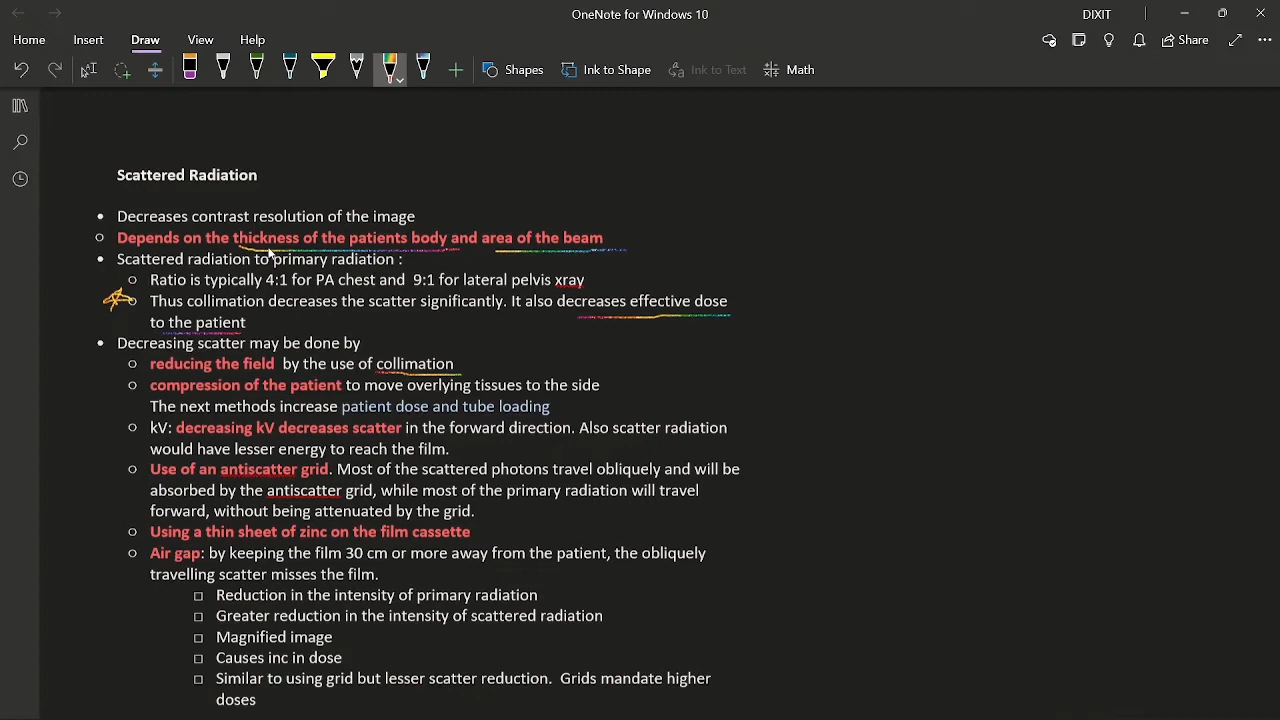 OneNote for Windows 10
DIXIT
Home Insert Draw View Help
Shapes Ink to Shape Ink to Text Math Share
Scattered Radiation
Decreases contrast resolution of the image
Depends on the thickness of the patients body and area of the beam
Scattered radiation to primary radiation :
Ratio is typically 4:1 for PA chest and 9:1 for lateral pelvis xray
Thus collimation decreases the scatter significantly. It also decreases effective dose
to the patient
Decreasing scatter may be done by
reducing the field by the use of collimation
compression of the patient to move overlying tissues to the side
The next methods increase patient dose and tube loading
kV: decreasing kV decreases scatter in the forward direction. Also scatter radiation
would have lesser energy to reach the film.
Use of an antiscatter grid. Most of the scattered photons travel obliquely and will be
absorbed by the antiscatter grid, while most of the primary radiation will travel
forward, without being attenuated by the grid.
Using a thin sheet of zinc on the film cassette
Air gap: by keeping the film 30 cm or more away from the patient, the obliquely
travelling scatter misses the film.
Reduction in the intensity of primary radiation
Greater reduction in the intensity of scattered radiation
Magnified image
Causes inc in dose
Similar to using grid but lesser scatter reduction. Grids mandate higher
doses